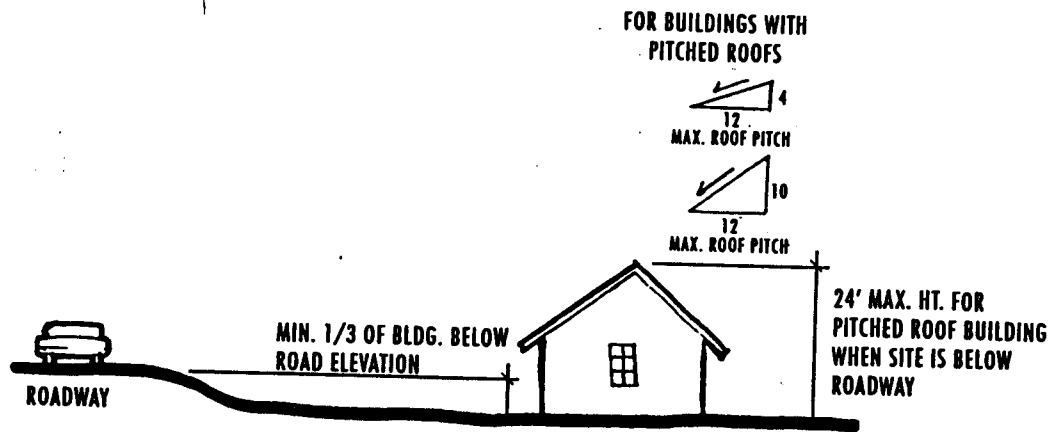 FOR BUILDINGS WITH
PITCHED ROOFS
4
12
MAX. ROOF PITCH
10
12
MAX. ROOF PITCH
MIN. 1/3 OF BLDG. BELOW
ROAD ELEVATION
24' MAX. HT. FOR
PITCHED ROOF BUILDING
WHEN SITE IS BELOW
ROADWAY
ROADWAY